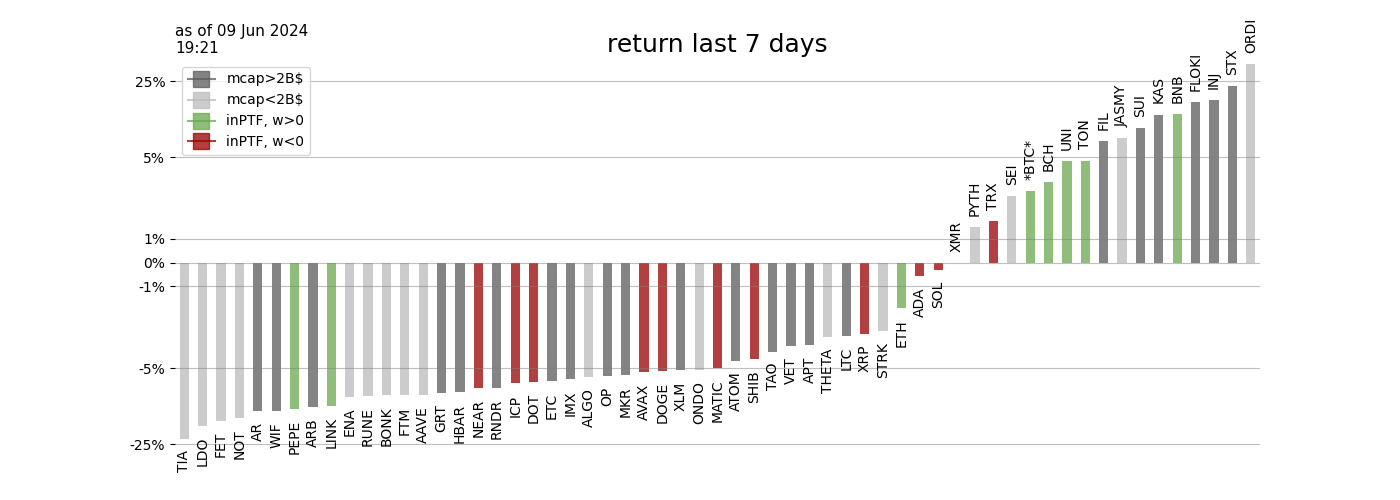 as of 09 Jun 2024
19:21
return last 7 days
mcap>2B$
mcap<2B$
inPTF, w>0
inPTF, w<0
25%
5%
1%
0%
-1%
-5%
-25%
TIA
LDO
FET
NOT
AR
WIF
PEPE
ARB
LINK
ENA
RUNE
BONK
FTM
AAVE
GRT
HBAR
NEAR
RNDR
ICP
DOT
ETC
IMX
ALGO
OP
MKR
AVAX
DOGE
XLM
ONDO
MATIC
ATOM
SHIB
TAO
VET
APT
THETA
LTC
XRP
STRK
ETH
ADA
SOL
XMR
PYTH
TRX
SEI
*BTC*
BCH
UNI
TON
FIL
JASMY
SUI
KAS
BNB
FLOKI
INJ
STX
ORDI